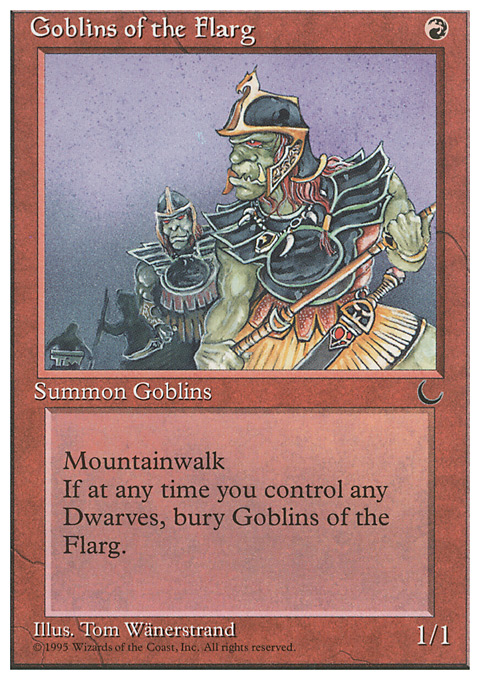 Goblins of the Flarg
Summon Goblins
Mountainwalk
If at any time you control any
Dwarves, bury Goblins of the
Flarg.
Illus. Tom Wänerstrand
1/1
© 1995 Wizards of the Coast, Inc. All rights reserved.